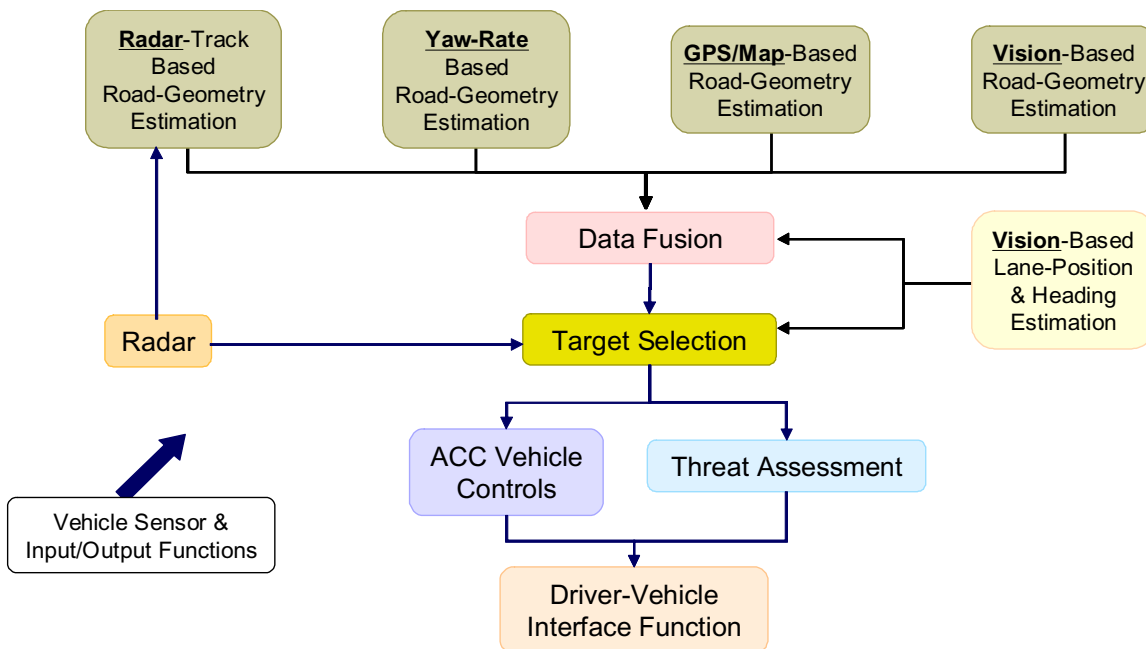 Radar-Track
Based
Road-Geometry
Estimation
Yaw-Rate
Based
Road-Geometry
Estimation
GPS/Map-Based
Road-Geometry
Estimation
Vision-Based
Road-Geometry
Estimation
Data Fusion
Vision-Based
Lane-Position
& Heading
Estimation
Radar
Target Selection
ACC Vehicle
Controls
Threat Assessment
Vehicle Sensor &
Input/Output Functions
Driver-Vehicle
Interface Function